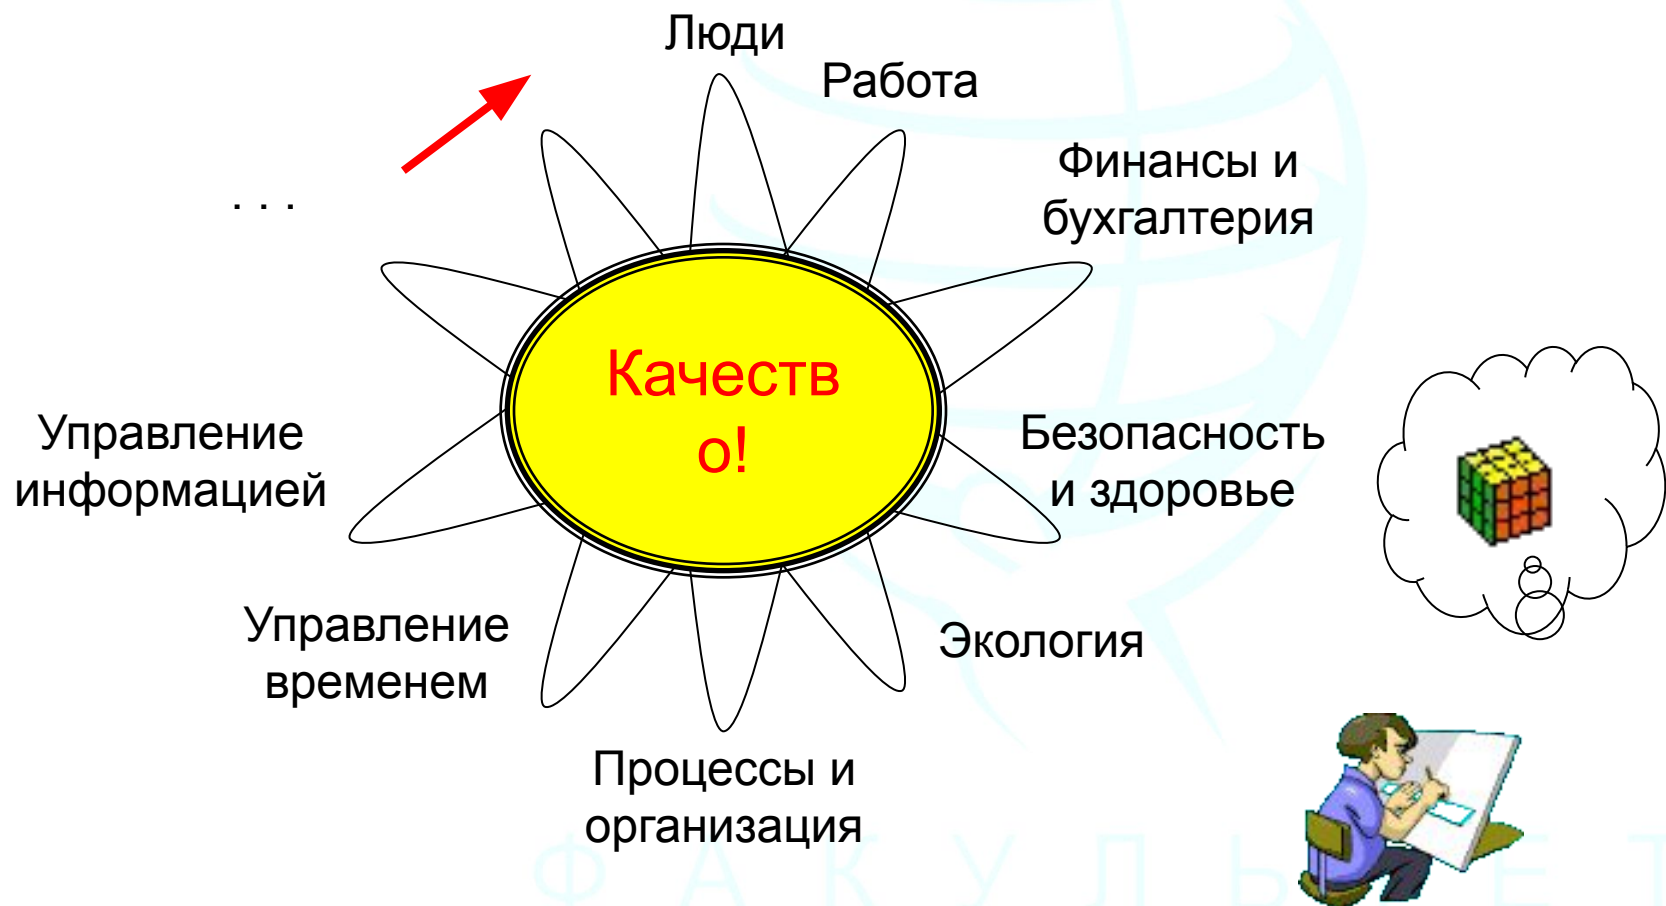 Люди
Работа
Финансы и
бухгалтерия
. . .
Качеств
о!
Безопасность
и здоровье
Управление
информацией
Экология
Управление
временем
Процессы и
организация
Ф А К У Л Ь Т Е Т